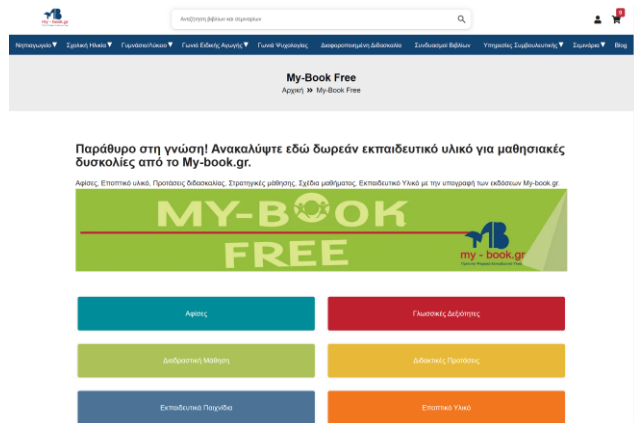 my - book.gr
Αναζήτηση βιβλίων και σεμιναρίων
0
Νηπιαγωγείο Σχολική Ηλικία Γυμνάσιο/Λύκειο Γωνιά Ειδικής Αγωγής Γωνιά Ψυχολογίας Διαφοροποιημένη Διδασκαλία Συνδυασμοί Βιβλίων Υπηρεσίες Συμβουλευτικής Σεμινάρια Blog
My-Book Free
Αρχική » My-Book Free
Παράθυρο στη γνώση! Ανακαλύψτε εδώ δωρεάν εκπαιδευτικό υλικό για μαθησιακές
δυσκολίες από το My-book.gr.
Αφίσες, Εποπτικό υλικό, Προτάσεις διδασκαλίας, Στρατηγικές μάθησης, Σχέδια μαθήματος, Εκπαιδευτικό Υλικό με την υπογραφή των εκδόσεων My-book.gr.
MY-BOOK
FREE
my - book.gr
Αφίσες
Γλωσσικές Δεξιότητες
Διαδραστική Μάθηση
Διδακτικές Προτάσεις
Εκπαιδευτικά Παιχνίδια
Εποπτικό Υλικό